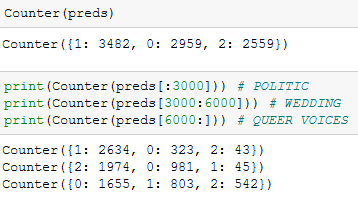 Counter(preds)
Counter({1: 3482, 0: 2959, 2: 2559})
print(Counter(preds[:3000])) # POLITIC
print(Counter(preds[3000:6000])) # WEDDING
print(Counter(preds[6000:])) # QUEER VOICES
Counter({1: 2634, 0: 323, 2: 43})
Counter({2: 1974, 0: 981, 1: 45})
Counter({0: 1655, 1: 803, 2: 542})